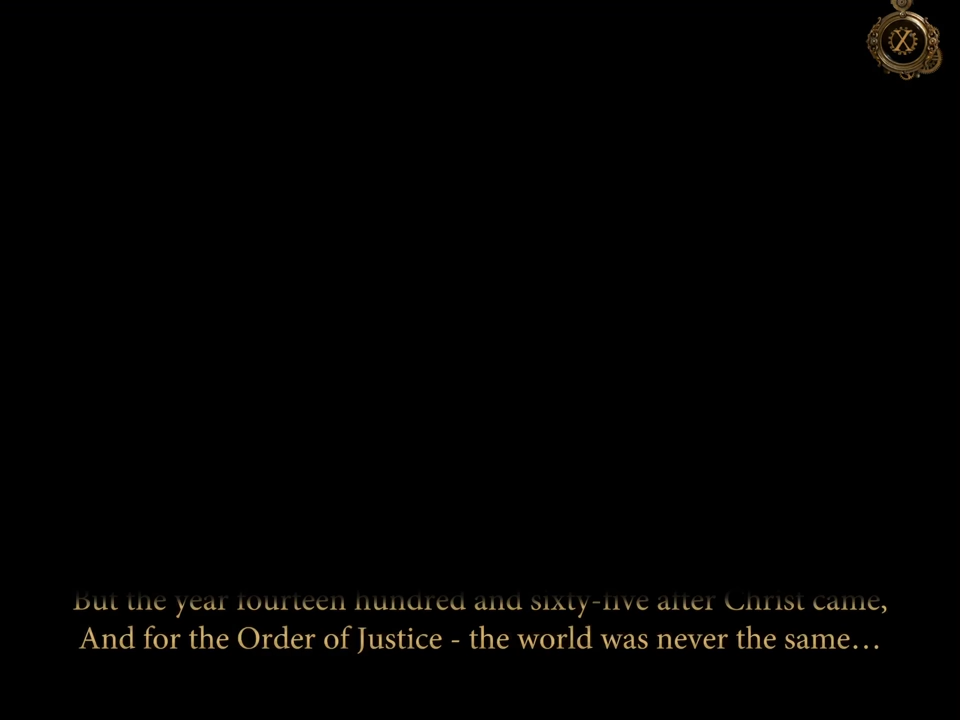 X
But the year fourteen hundred and sixty-five after Christ came,
And for the Order of Justice - the world was never the same…